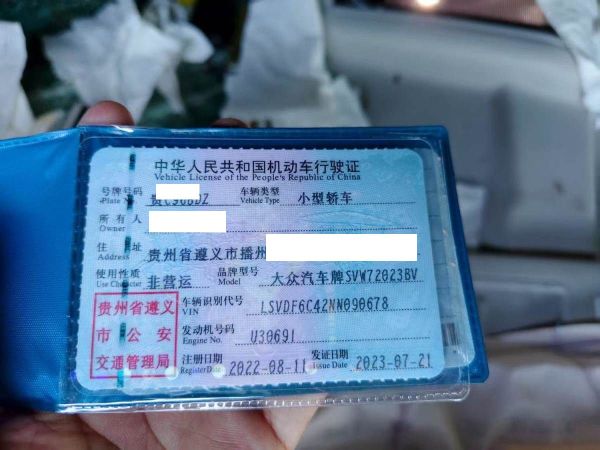 中华人民共和国机动车行驶证
Vehicle License of the People's Republic of China
号牌号码 车辆类型 小型轿车
Plate No. Vehicle Type
所有人
Owner
住址 贵州省遵义市播州
Address
使用性质 非营运 品牌型号 大众汽车牌SVW72023BV
Use Character Model
贵州省遵义 车辆识别代号 LSVDF6C42NN090678
VIN
市公安 发动机号码 U30691
Engine No.
交通管理局 注册日期 2022-08-11 发证日期 2023-07-21
Register Date Issue Date